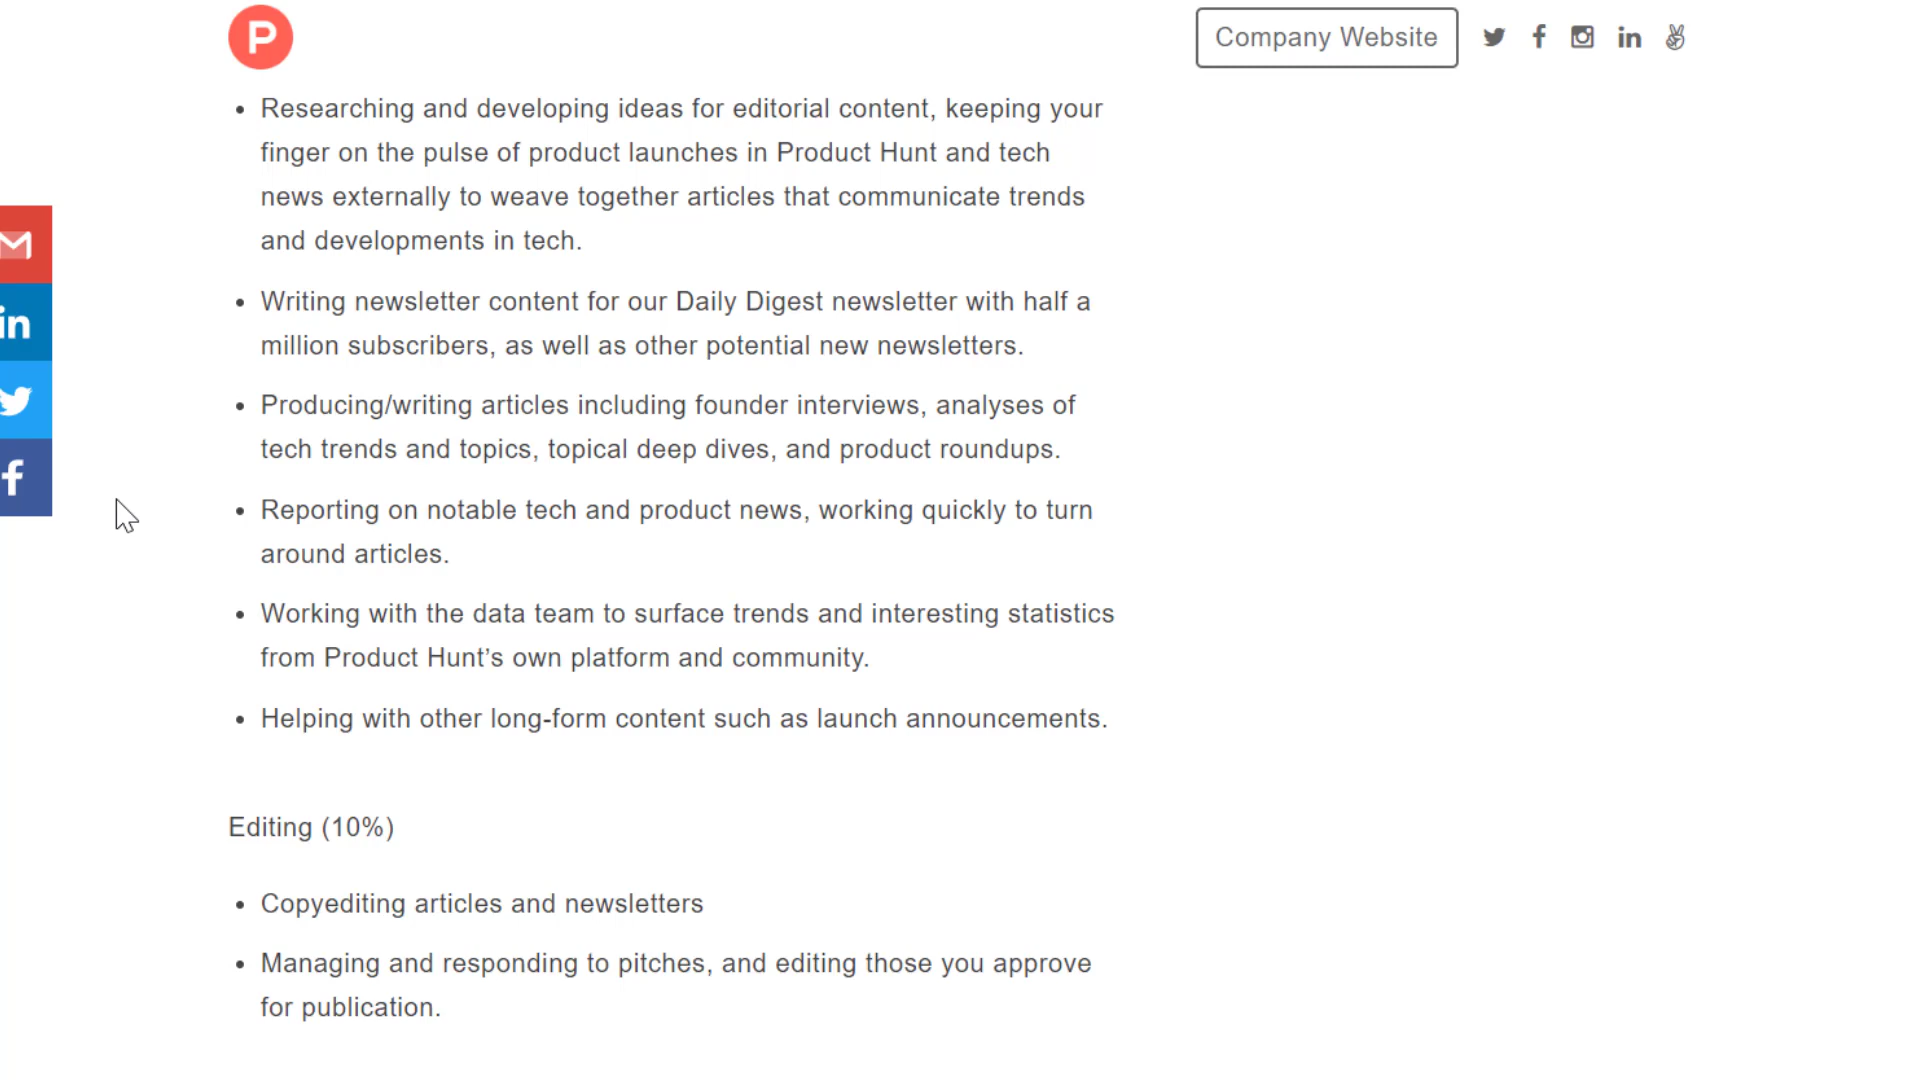 P
Company Website
in
• Researching and developing ideas for editorial content, keeping your
finger on the pulse of product launches in Product Hunt and tech
news externally to weave together articles that communicate trends
and developments in tech.
in
• Writing newsletter content for our Daily Digest newsletter with half a
million subscribers, as well as other potential new newsletters.
• Producing/writing articles including founder interviews, analyses of
tech trends and topics, topical deep dives, and product roundups.
• Reporting on notable tech and product news, working quickly to turn
around articles.
• Working with the data team to surface trends and interesting statistics
from Product Hunt’s own platform and community.
• Helping with other long-form content such as launch announcements.
Editing (10%)
• Copyediting articles and newsletters
• Managing and responding to pitches, and editing those you approve
for publication.